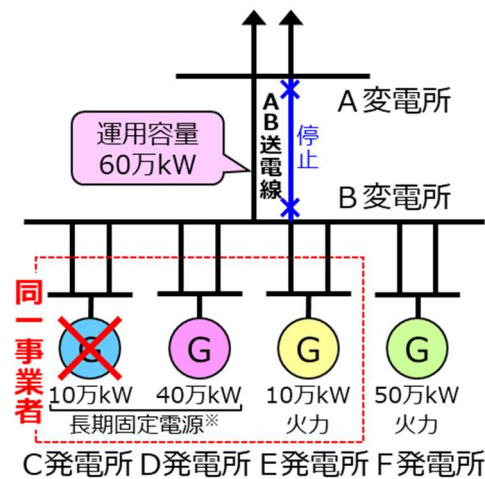 A変電所
AB送電線
停止
運用容量
60万kW
B変電所
同一事業者
G
G
G
G
10万kW
40万kW
10万kW
50万kW
長期固定電源※
火力
火力
C発電所
D発電所
E発電所
F発電所